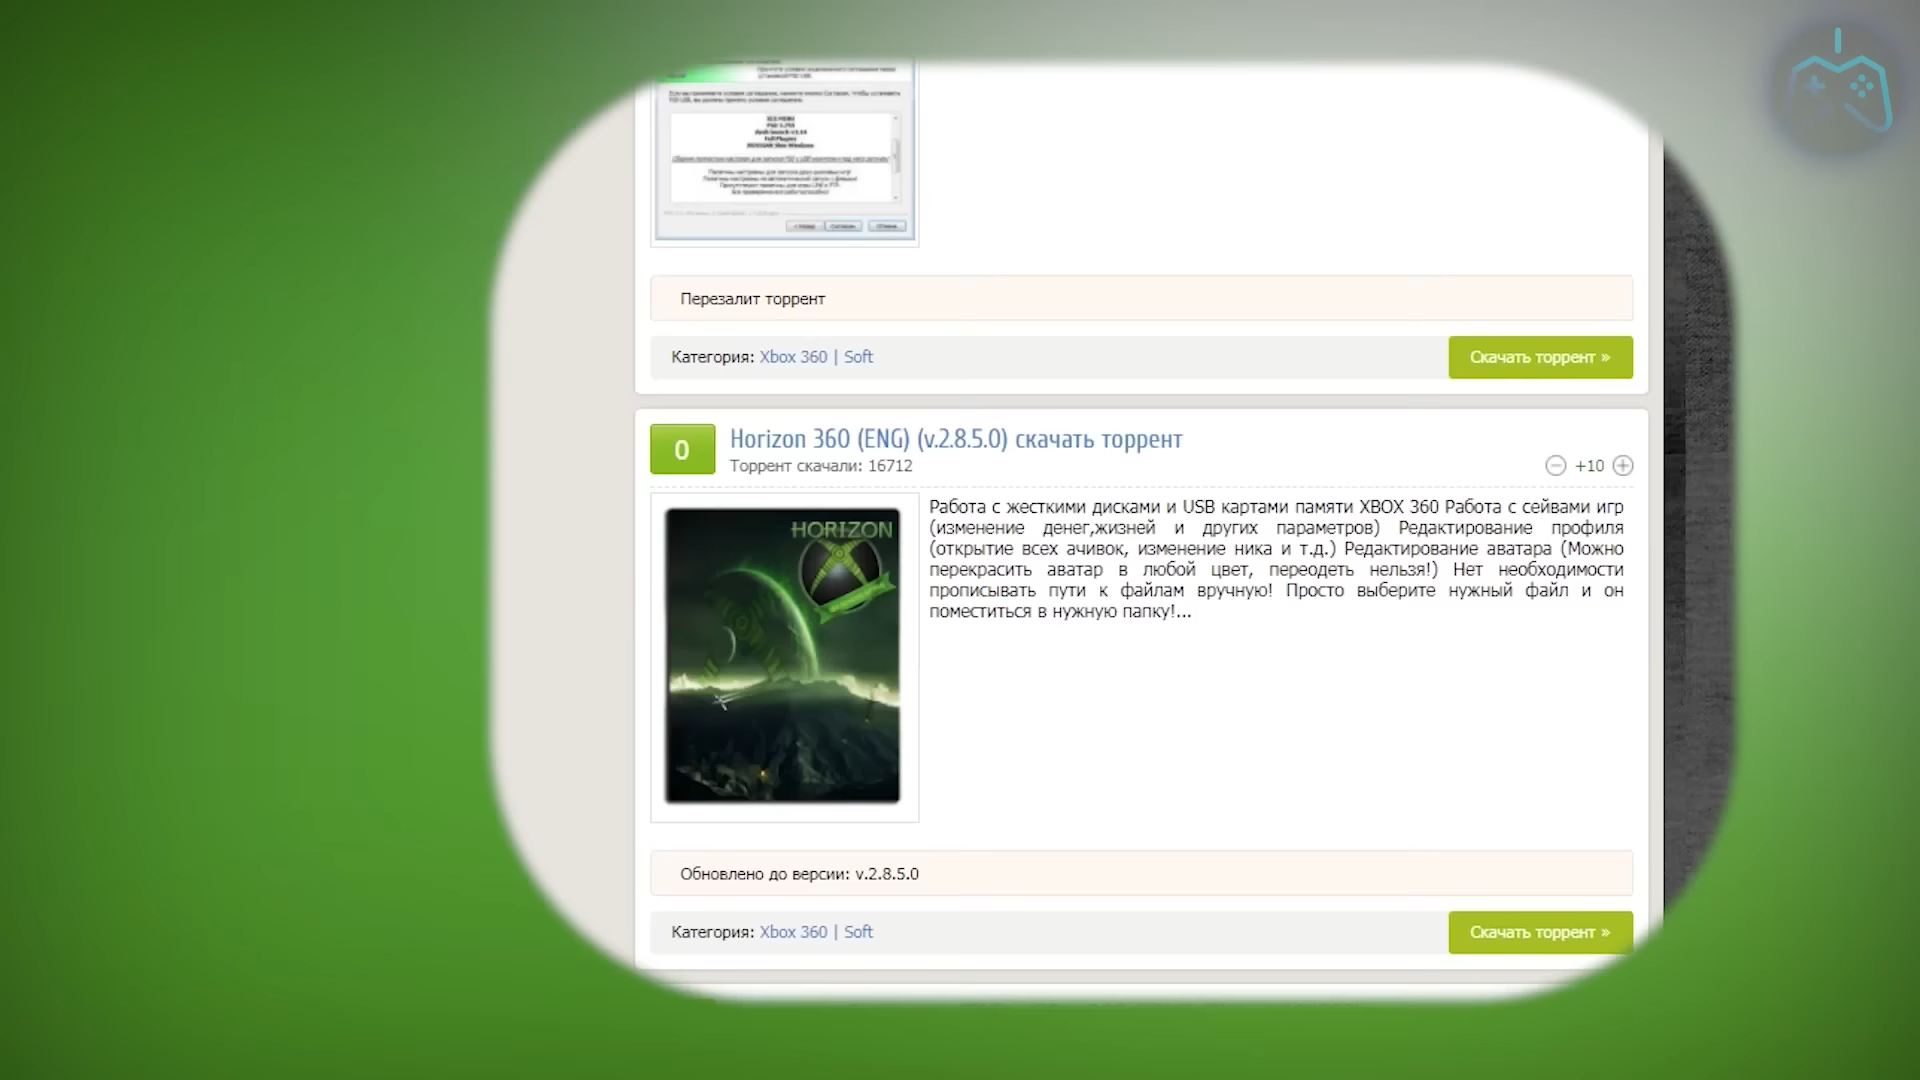 Перезалит торрент
Категория: Xbox 360 | Soft
Скачать торрент »
0
Horizon 360 (ENG) (v.2.8.5.0) скачать торрент
Торрент скачали: 16712
+10
HORIZON
Работа с жесткими дисками и USB картами памяти XBOX 360 Работа с сейвами игр
(изменение денег,жизней и других параметров) Редактирование профиля
(открытие всех ачивок, изменение ника и т.д.) Редактирование аватара (Можно
перекрасить аватар в любой цвет, переодеть нельзя!) Нет необходимости
прописывать пути к файлам вручную! Просто выберите нужный файл и он
поместиться в нужную папку!...
Обновлено до версии: v.2.8.5.0
Категория: Xbox 360 | Soft
Скачать торрент »